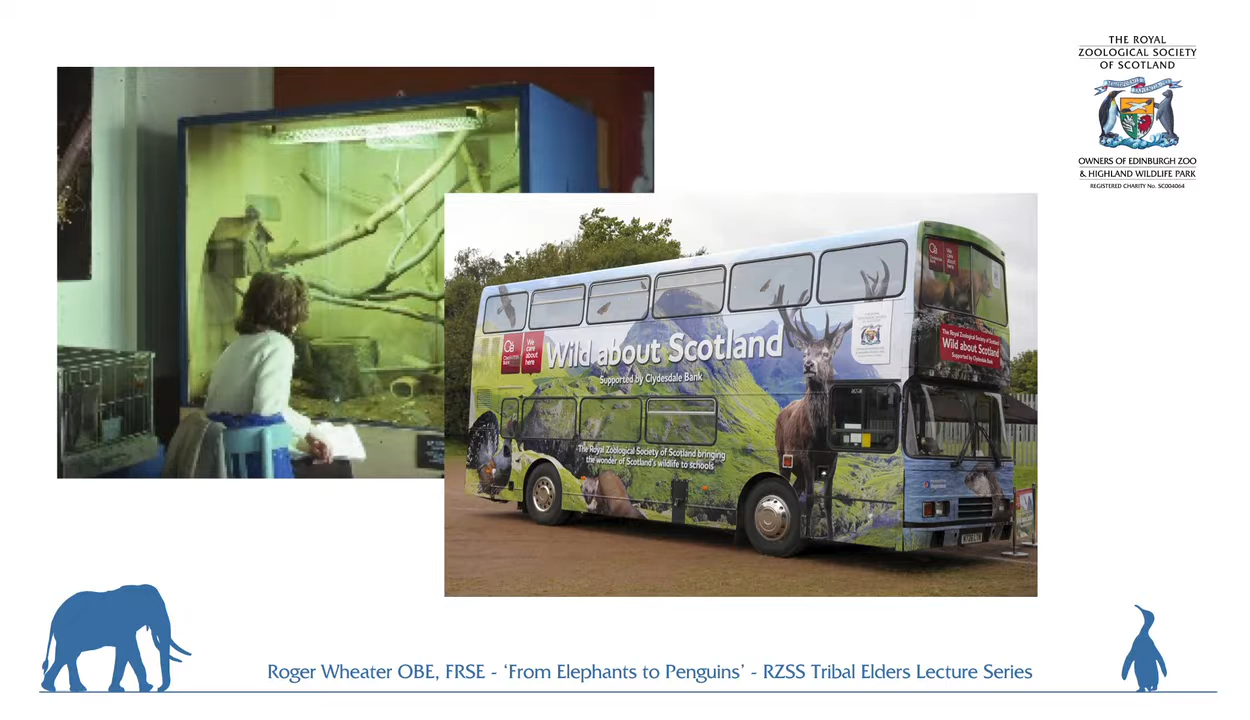 THE ROYAL
ZOOLOGICAL SOCIETY
OF SCOTLAND
OWNERS OF EDINBURGH ZOO
& HIGHLAND WILDLIFE PARK
REGISTERED CHARITY No. SC004064
We
care
about
here
Wild about Scotland
Supported by Clydesdale Bank
The Royal Zoological Society of Scotland bringing
the wonder of Scotland's wildlife to schools
The Royal Zoological Society of Scotland
Wild about Scotland
Supported by Clydesdale Bank
Roger Wheater OBE, FRSE - ‘From Elephants to Penguins’ - RZSS Tribal Elders Lecture Series